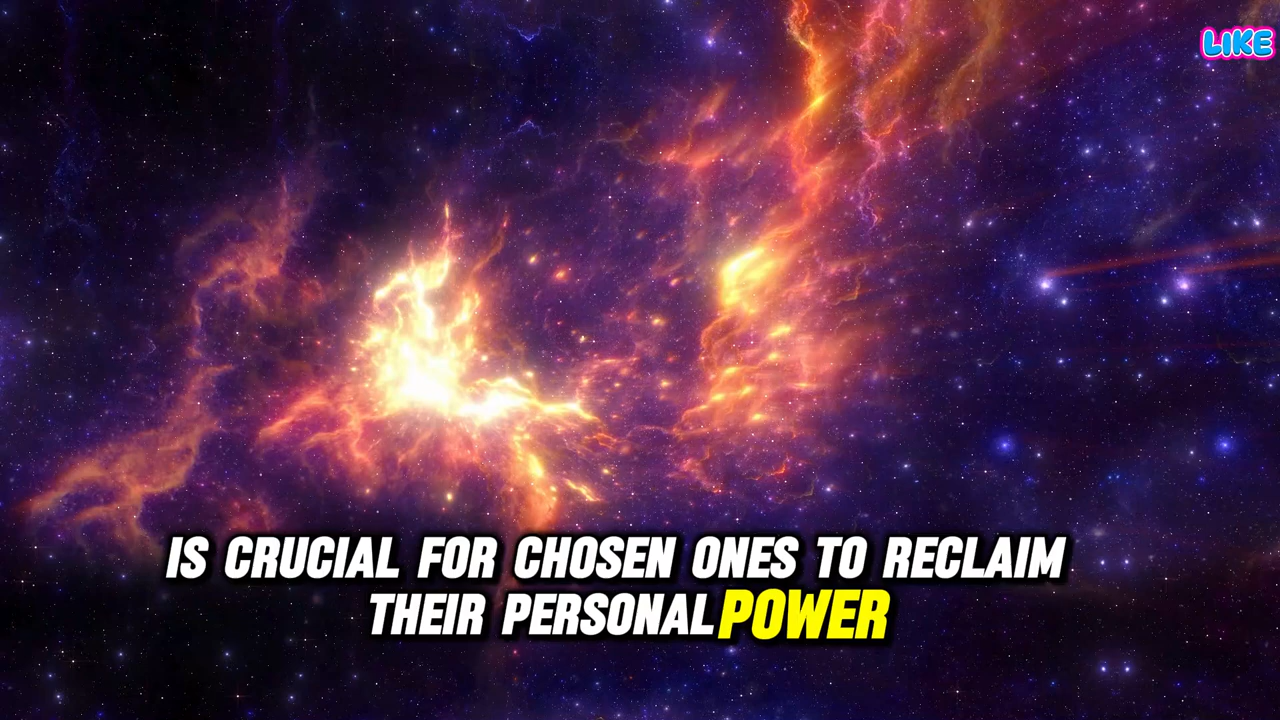 LIKE
IS CRUCIAL FOR CHOSEN ONES TO RECLAIM
THEIR PERSONAL POWER